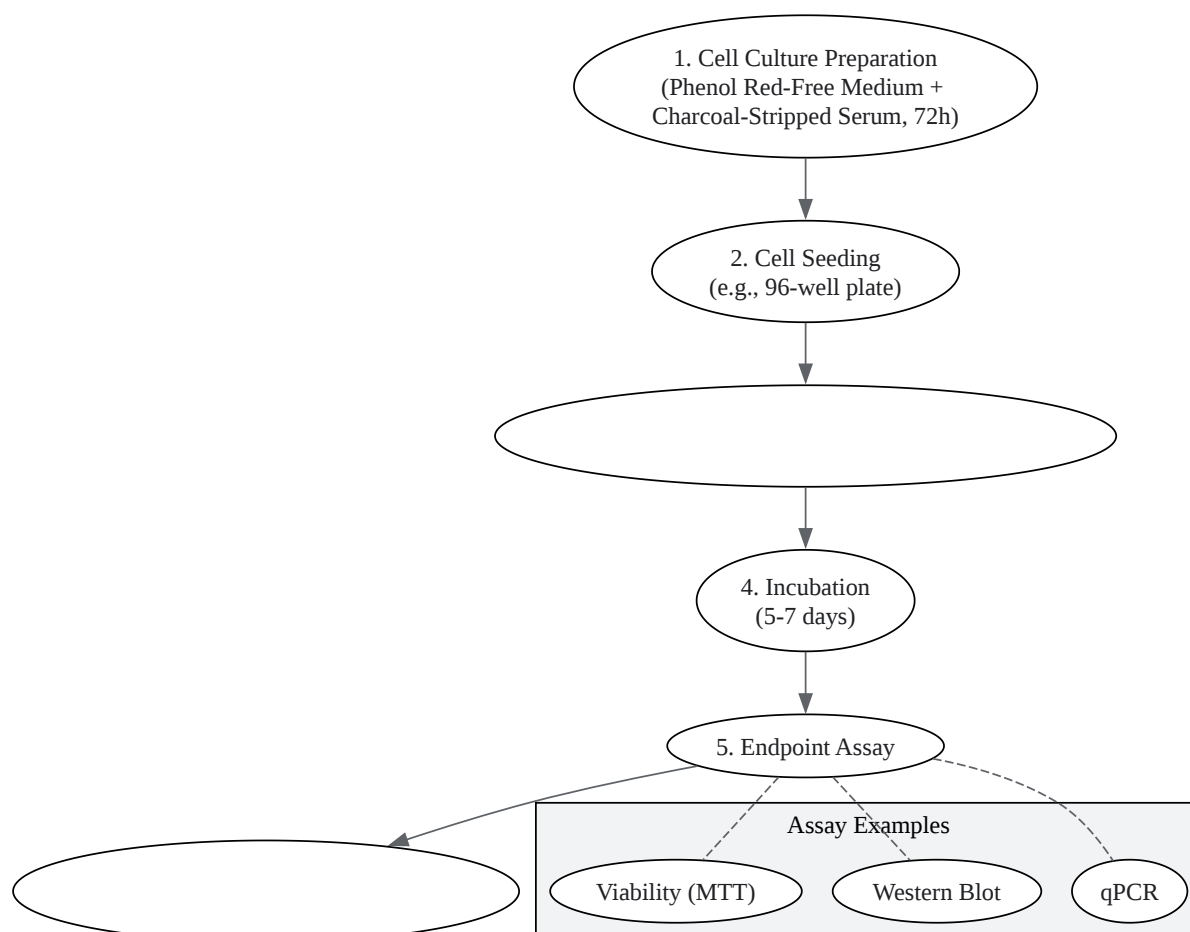 1. Cell Culture Preparation
(Phenol Red-Free Medium +
Charcoal-Stripped Serum, 72h)
2. Cell Seeding
(e.g., 96-well plate)
4. Incubation
(5-7 days)
5. Endpoint Assay
Assay Examples
Viability (MTT)
Western Blot
qPCR